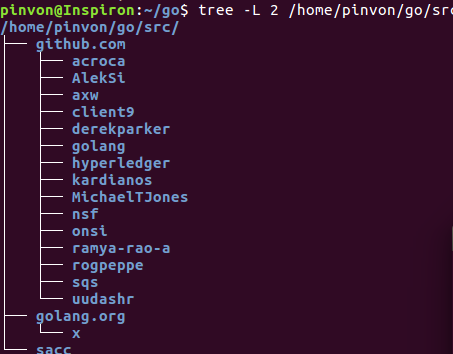 pinvon@Inspiron:~/go$ tree -L 2 /home/pinvon/go/src
/home/pinvon/go/src/
├── github.com
│   ├── acroca
│   ├── AlekSi
│   ├── axw
│   ├── client9
│   ├── derekparker
│   ├── golang
│   ├── hyperledger
│   ├── kardianos
│   ├── MichaelTJones
│   ├── nsf
│   ├── onsi
│   ├── ramya-rao-a
│   ├── rogpeppe
│   ├── sqs
│   └── uudashr
├── golang.org
│   └── x
└── sacc